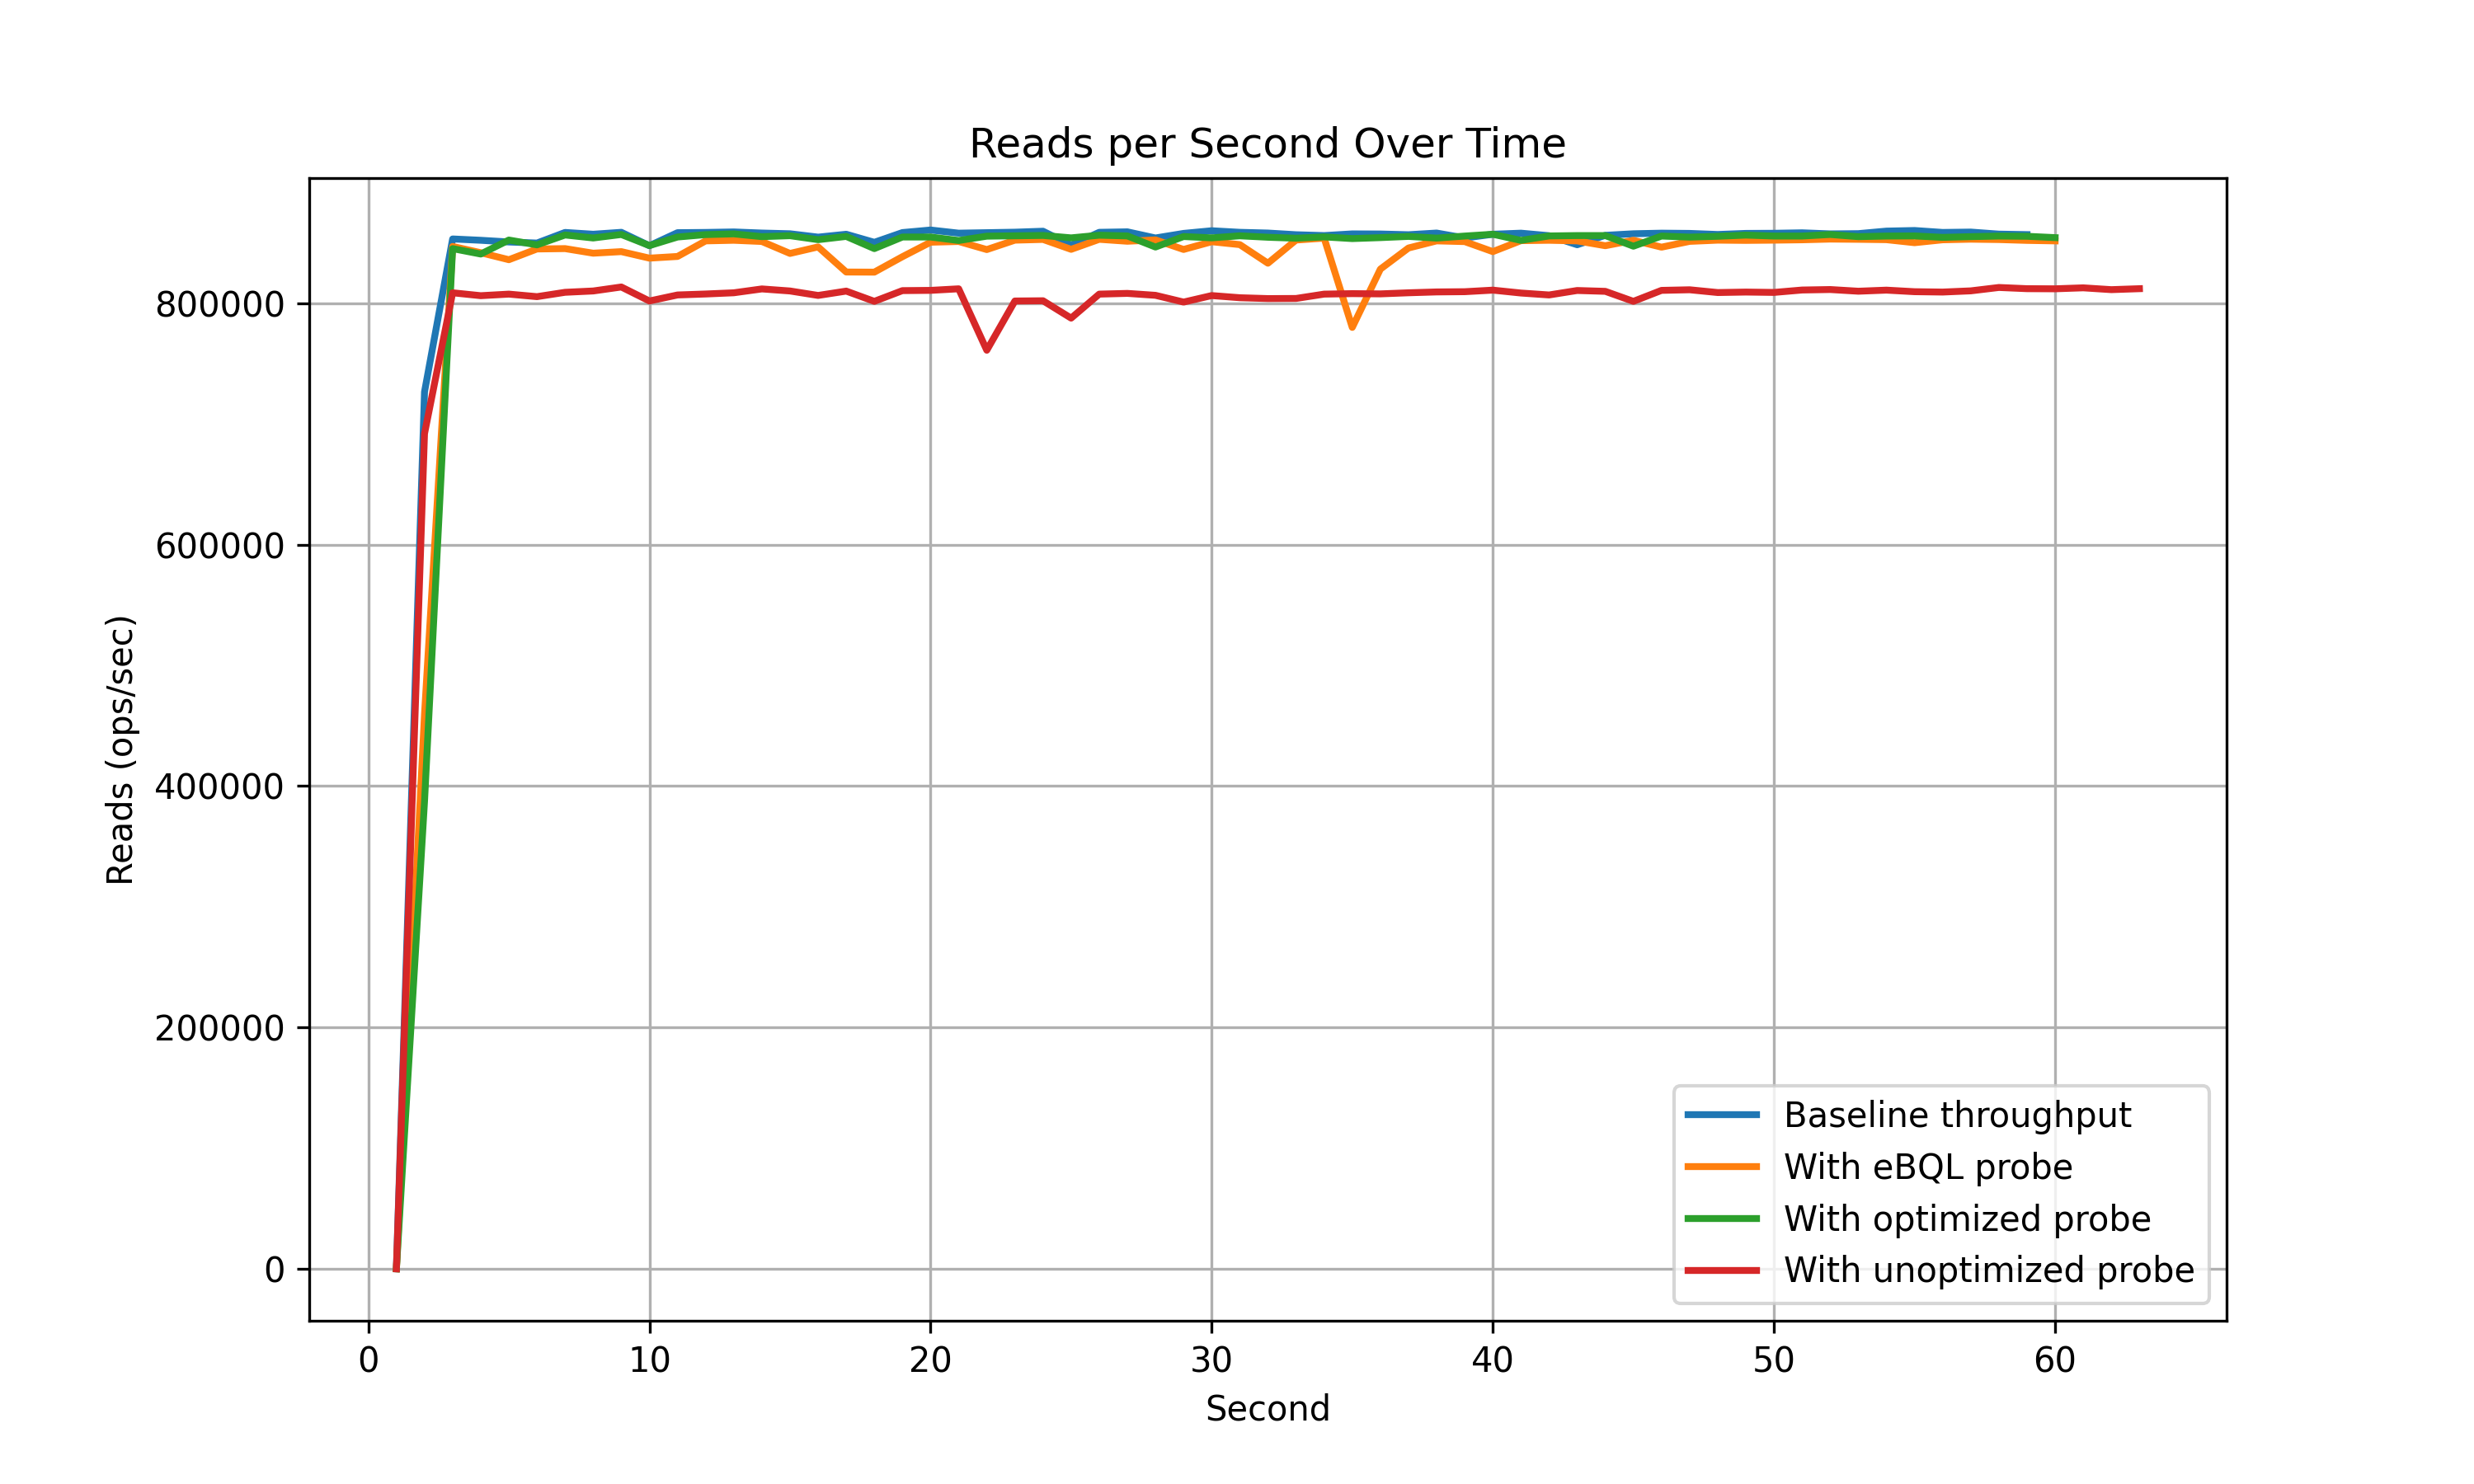 Reads per Second Over Time
Reads (ops/sec)
800000
600000
400000
200000
0
0 10 20 30 40 50 60
Second
Baseline throughput
With eBQL probe
With optimized probe
With unoptimized probe